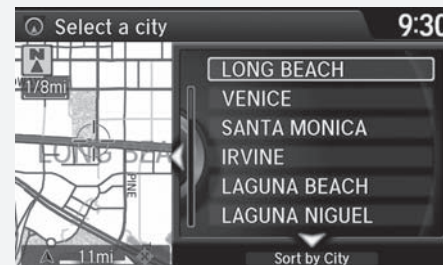 Select a city
9:30
N
1/8mi
LONG BEACH
VENICE
SANTA MONICA
IRVINE
LAGUNA BEACH
LAGUNA NIGUEL
PINE
11mi
Sort by City